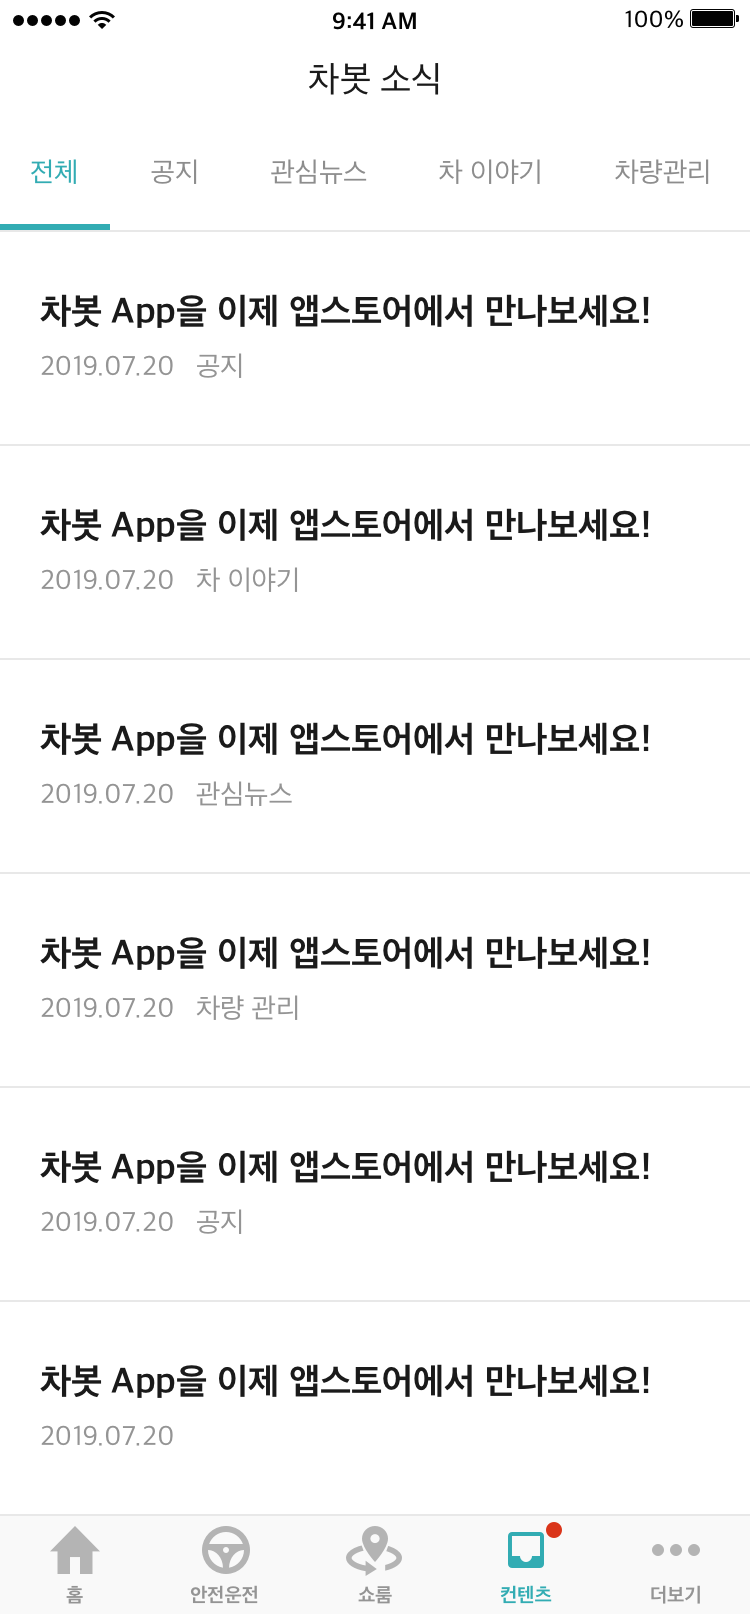 9:41 AM 100%
차봇 소식
전체 공지 관심뉴스 차 이야기 차량관리
차봇 App을 이제 앱스토어에서 만나보세요!
2019.07.20 공지
차봇 App을 이제 앱스토어에서 만나보세요!
2019.07.20 차 이야기
차봇 App을 이제 앱스토어에서 만나보세요!
2019.07.20 관심뉴스
차봇 App을 이제 앱스토어에서 만나보세요!
2019.07.20 차량 관리
차봇 App을 이제 앱스토어에서 만나보세요!
2019.07.20 공지
차봇 App을 이제 앱스토어에서 만나보세요!
2019.07.20
홈 안전운전 쇼룸 컨텐츠 더보기